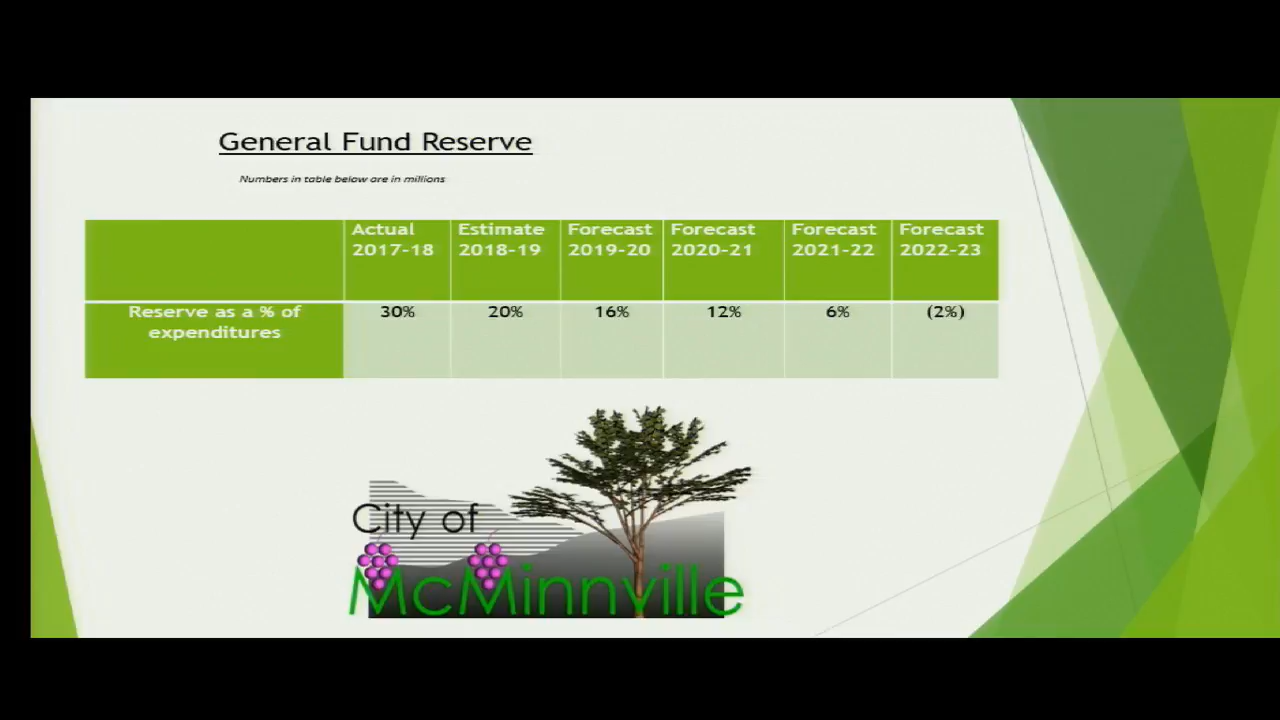 General Fund Reserve
Numbers in table below are in millions
Actual 2017-18 Estimate 2018-19 Forecast 2019-20 Forecast 2020-21 Forecast 2021-22 Forecast 2022-23
Reserve as a % of expenditures 30% 20% 16% 12% 6% (2%)
City of
McMinnville